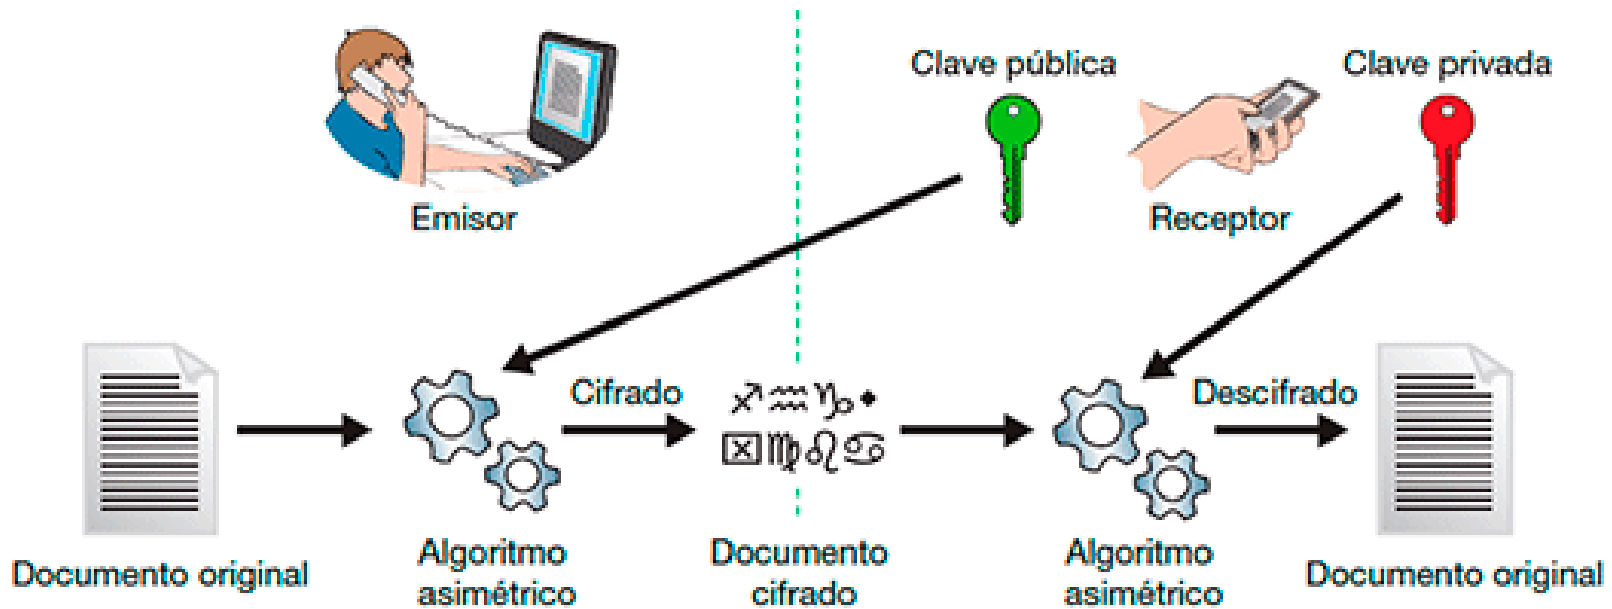 Clave pública
Clave privada
Emisor
Receptor
Cifrado
Descifrado
Documento original
Algoritmo
asimétrico
Documento
cifrado
Algoritmo
asimétrico
Documento original